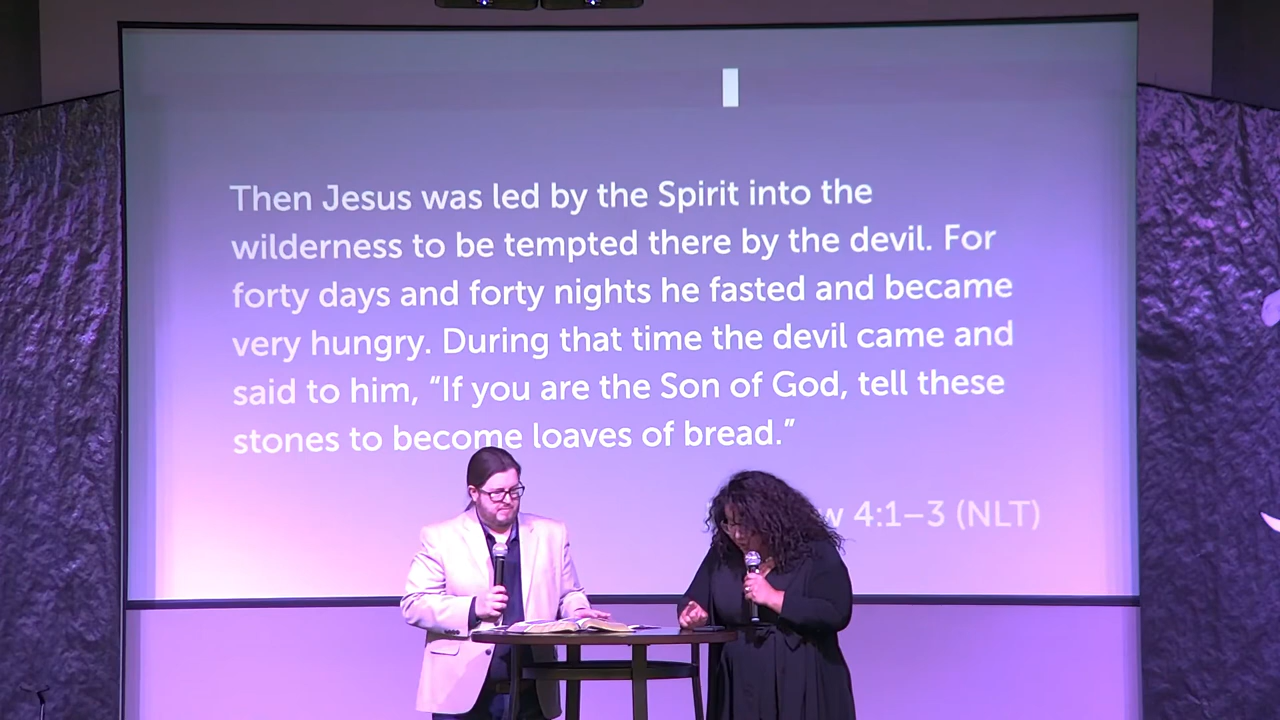 Then Jesus was led by the Spirit into the
wilderness to be tempted there by the devil. For
forty days and forty nights he fasted and became
very hungry. During that time the devil came and
said to him, “If you are the Son of God, tell these
stones to become loaves of bread.”
4:1–3 (NLT)